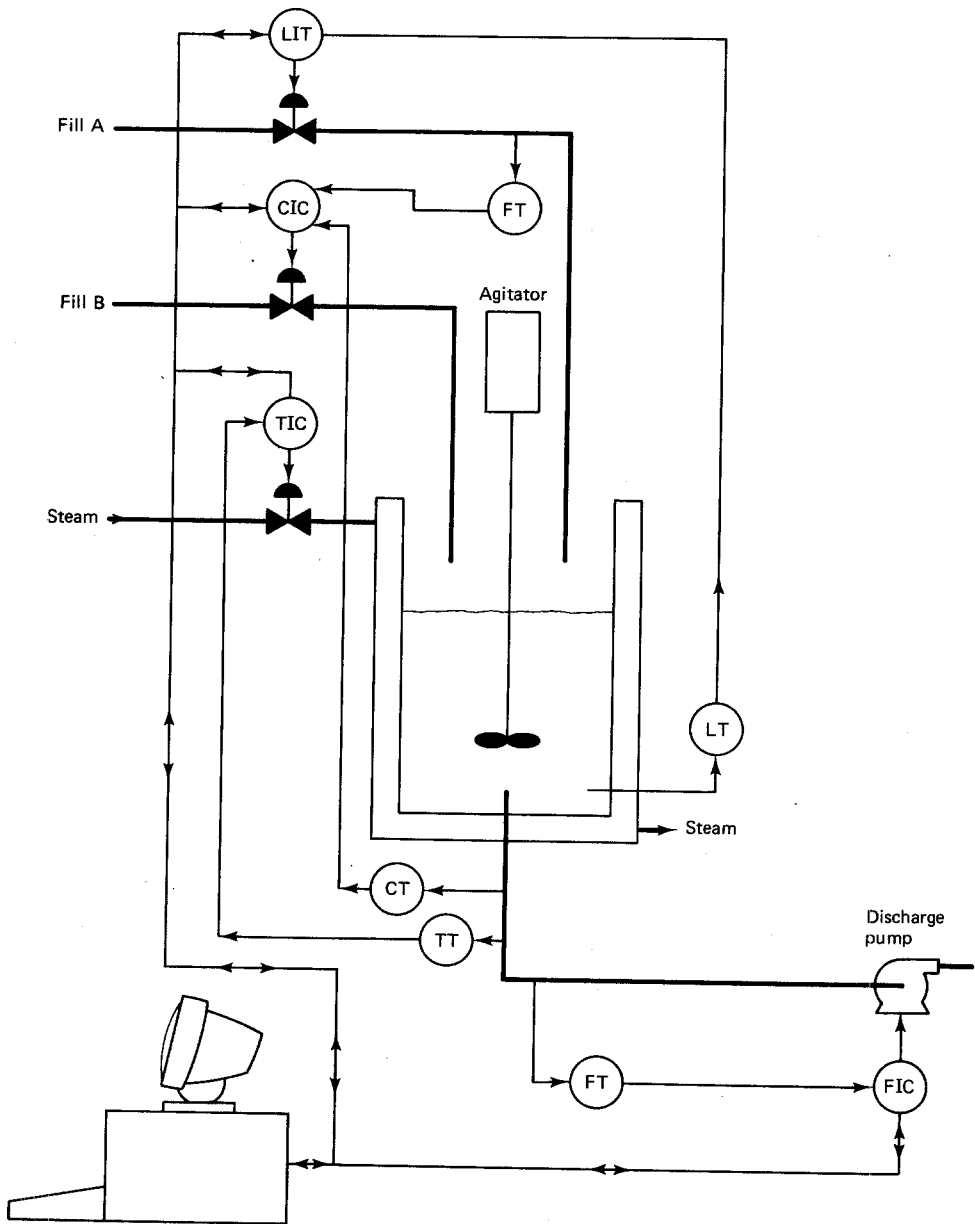 LIT
Fill A
FT
CIC
Fill B
Agitator
TIC
Steam
LT
Steam
CT
TT
Discharge
pump
FT
FIC